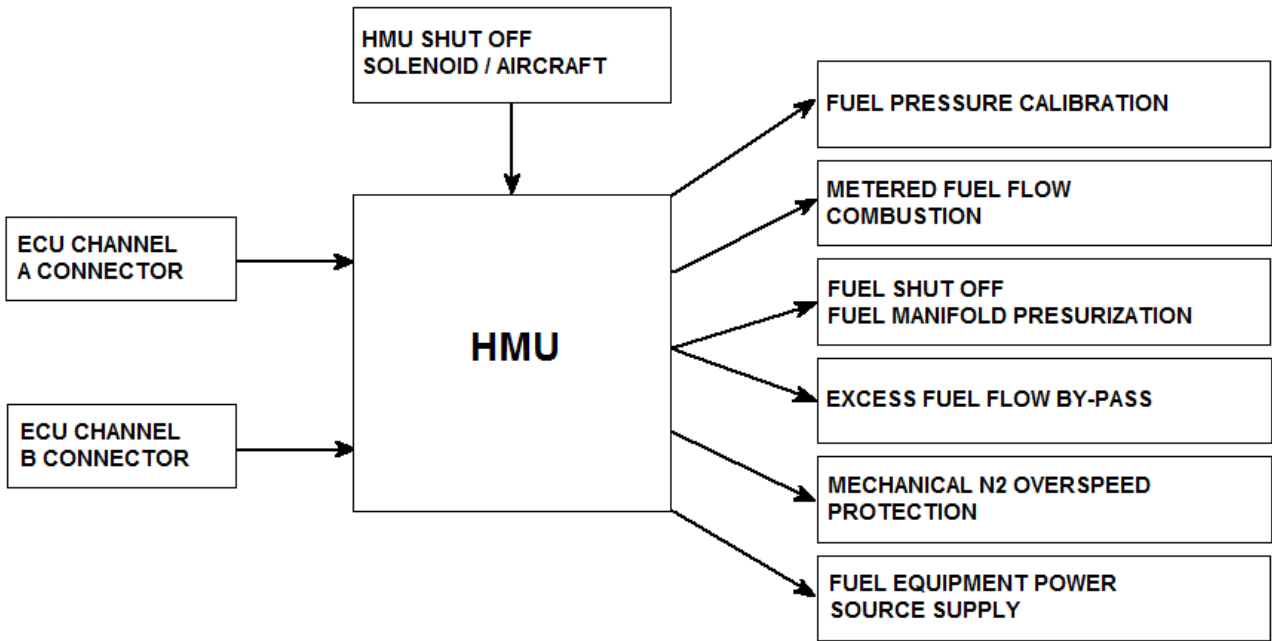 HMU SHUT OFF
SOLENOID / AIRCRAFT
FUEL PRESSURE CALIBRATION
METERED FUEL FLOW
COMBUSTION
ECU CHANNEL
A CONNECTOR
FUEL SHUT OFF
FUEL MANIFOLD PRESURIZATION
HMU
EXCESS FUEL FLOW BY-PASS
ECU CHANNEL
B CONNECTOR
MECHANICAL N2 OVERSPEED
PROTECTION
FUEL EQUIPMENT POWER
SOURCE SUPPLY